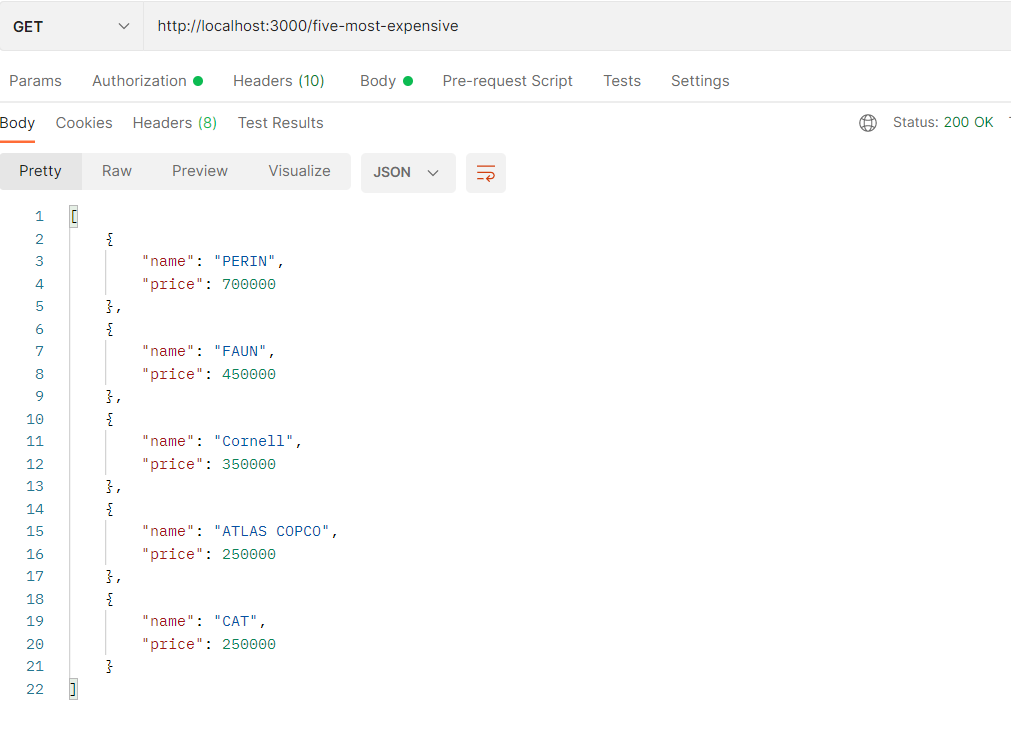 GET http://localhost:3000/five-most-expensive
Params Authorization Headers (10) Body Pre-request Script Tests Settings
Body Cookies Headers (8) Test Results Status: 200 OK
Pretty Raw Preview Visualize JSON
1 [
2 {
3 "name": "PERIN",
4 "price": 700000
5 },
6 {
7 "name": "FAUN",
8 "price": 450000
9 },
10 {
11 "name": "Cornell",
12 "price": 350000
13 },
14 {
15 "name": "ATLAS COPCO",
16 "price": 250000
17 },
18 {
19 "name": "CAT",
20 "price": 250000
21 }
22 ]